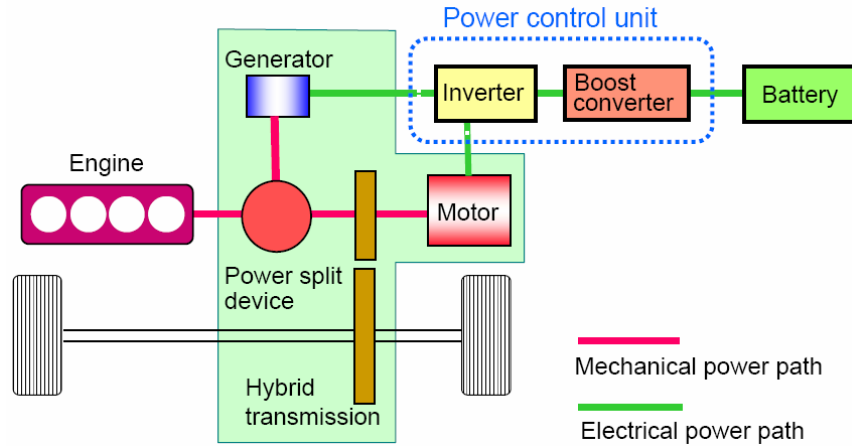 Power control unit
Generator
Inverter
Boost
converter
Battery
Engine
Motor
Power split
device
Hybrid
transmission
Mechanical power path
Electrical power path